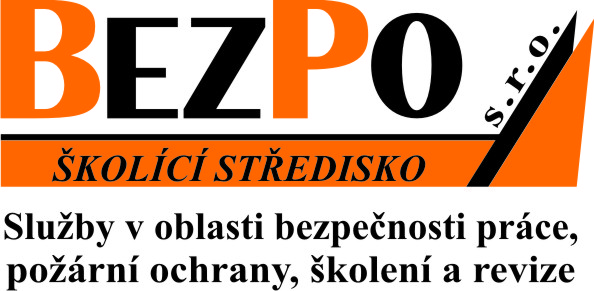 BEZPO s.r.o.
ŠKOLÍCÍ STŘEDISKO
Služby v oblasti bezpečnosti práce,
požární ochrany, školení a revize